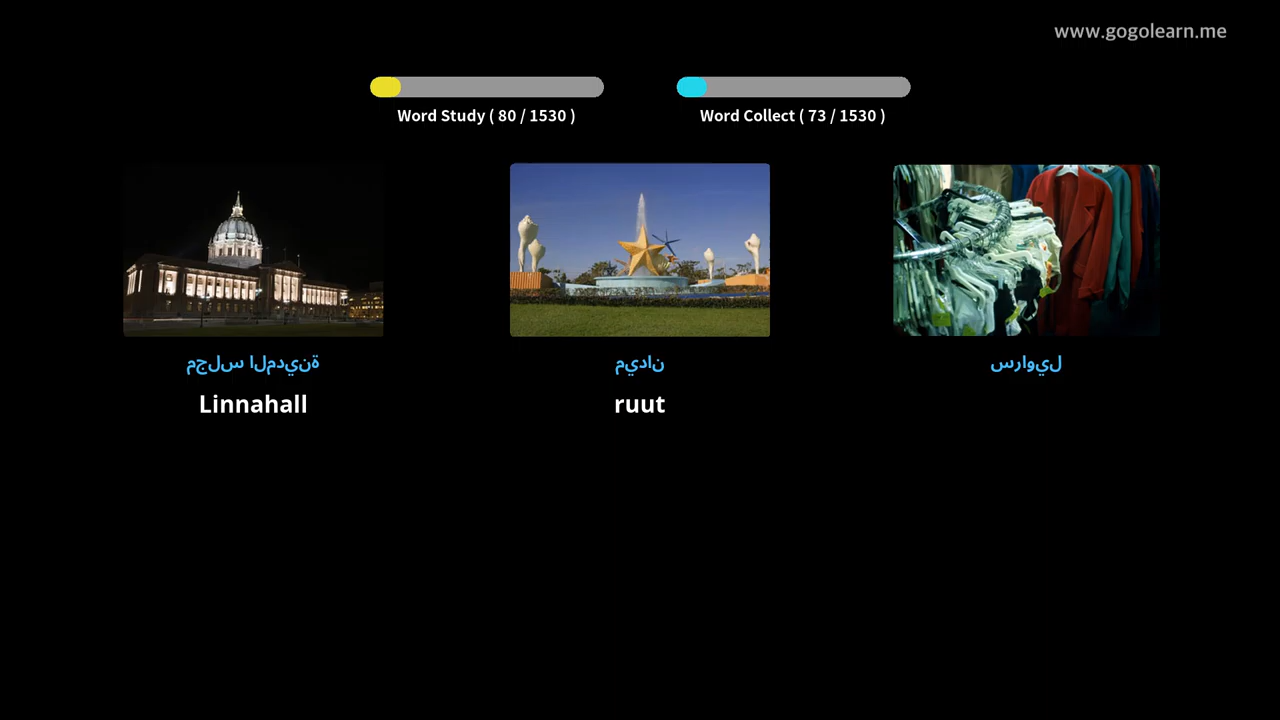 www.gogolearn.me
Word Study ( 80 / 1530 )
Word Collect ( 73 / 1530 )
مجلس المدينة
ميدان
سراويل
Linnahall
ruut